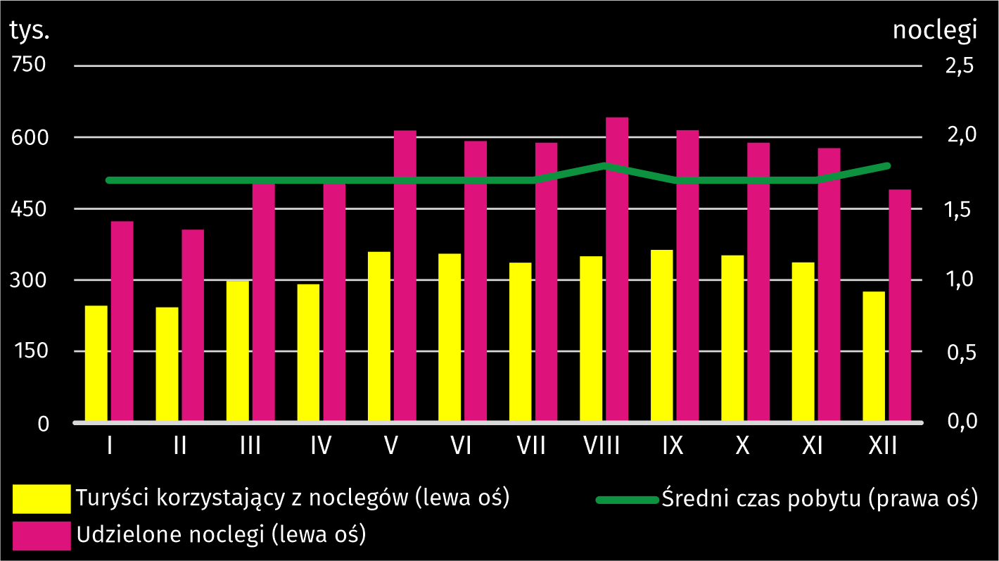 tys.
noclegi
750
2,5
600
2,0
450
1,5
300
1,0
150
0,5
0
0,0
I II III IV V VI VII VIII IX X XI XII
Turyści korzystający z noclegów (lewa oś)
Średni czas pobytu (prawa oś)
Udzielone noclegi (lewa oś)